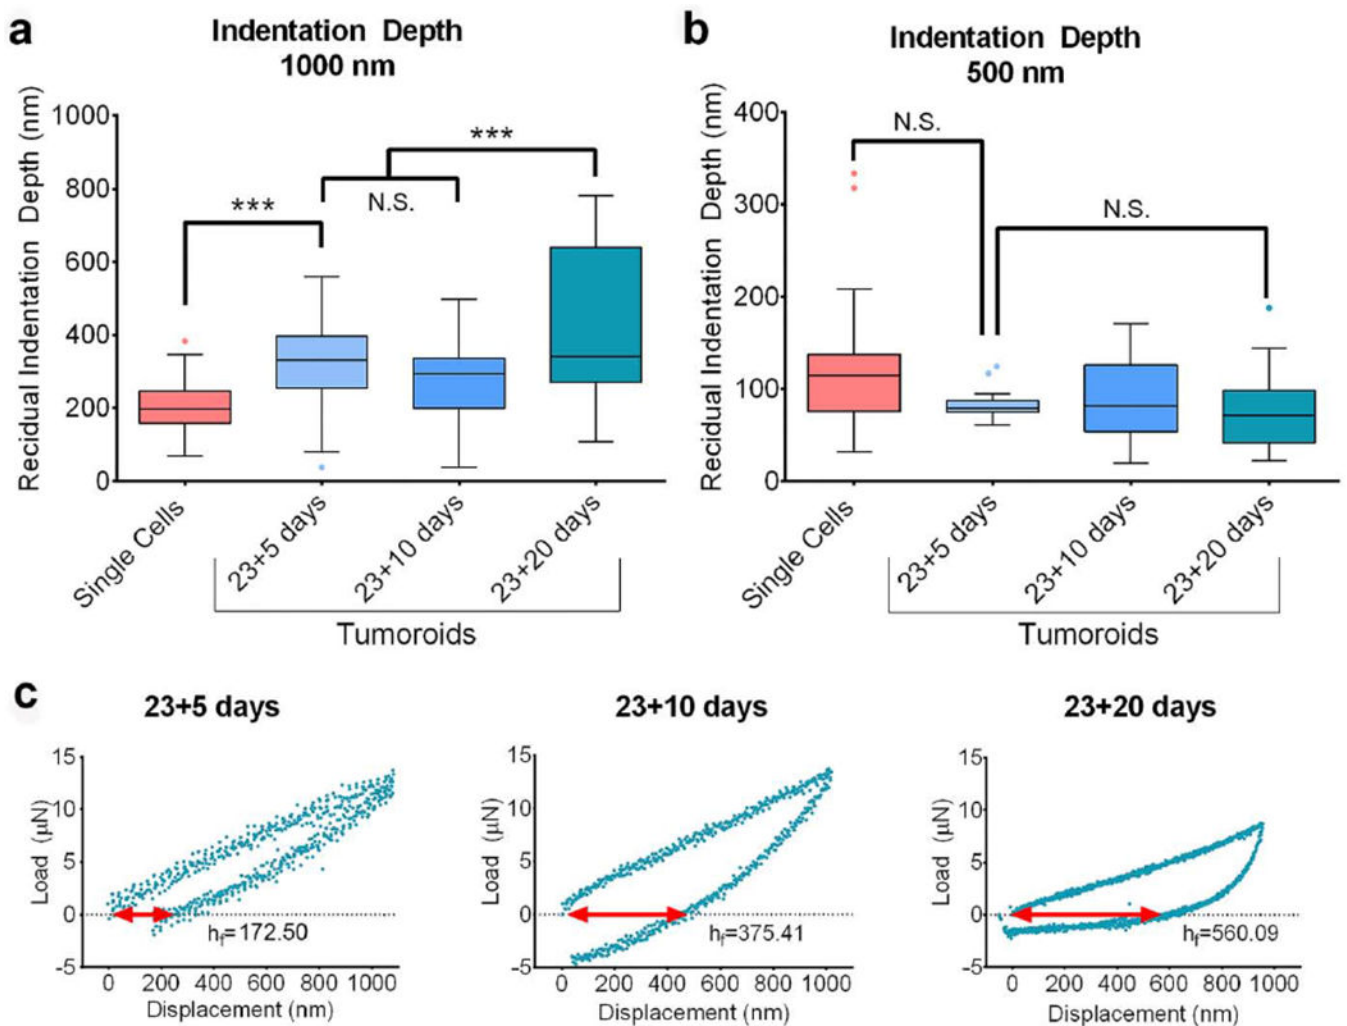 a
Indentation Depth
1000 nm
Recidual Indentation Depth (nm)
1000
800
600
400
200
0
***
N.S.
***
Single Cells
23+5 days
23+10 days
23+20 days
Tumoroids
b
Indentation Depth
500 nm
Recidual Indentation Depth (nm)
400
300
200
100
0
N.S.
N.S.
Single Cells
23+5 days
23+10 days
23+20 days
Tumoroids
c
23+5 days
Load (μN)
15
10
5
0
-5
hf=172.50
0 200 400 600 800 1000
Displacement (nm)
23+10 days
Load (μN)
15
10
5
0
-5
hf=375.41
0 200 400 600 800 1000
Displacement (nm)
23+20 days
Load (μN)
15
10
5
0
-5
hf=560.09
0 200 400 600 800 1000
Displacement (nm)